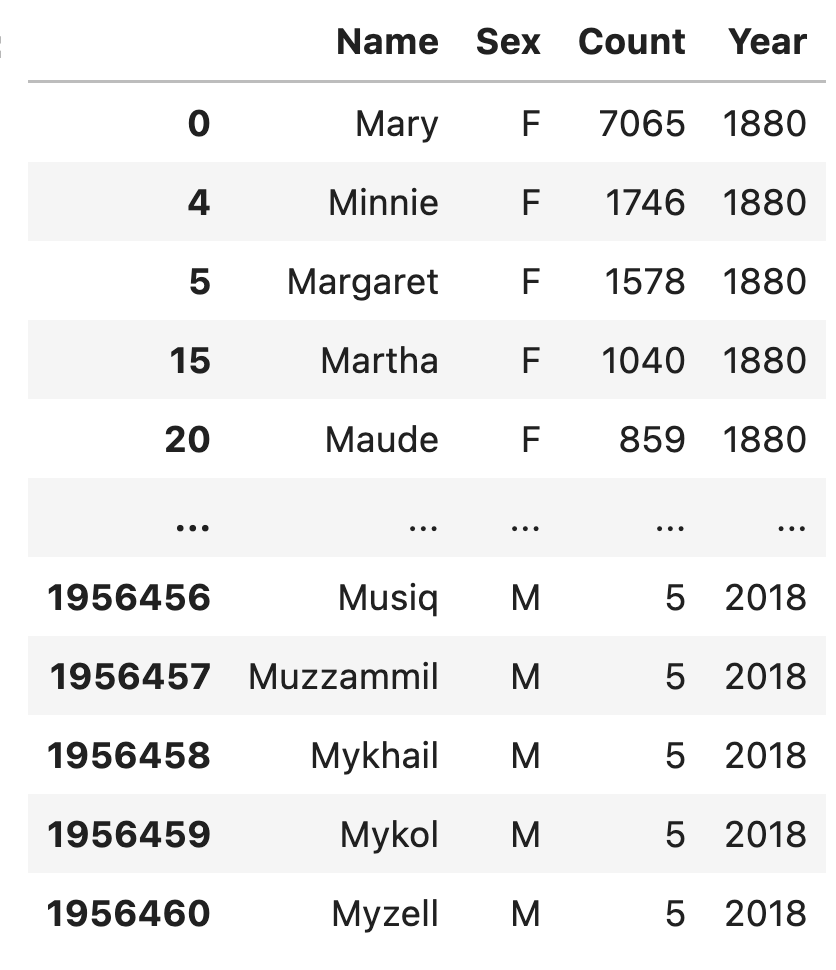 Name Sex Count Year
0 Mary F 7065 1880
4 Minnie F 1746 1880
5 Margaret F 1578 1880
15 Martha F 1040 1880
20 Maude F 859 1880
... ... ... ... ...
1956456 Musiq M 5 2018
1956457 Muzzammil M 5 2018
1956458 Mykhail M 5 2018
1956459 Mykol M 5 2018
1956460 Myzell M 5 2018